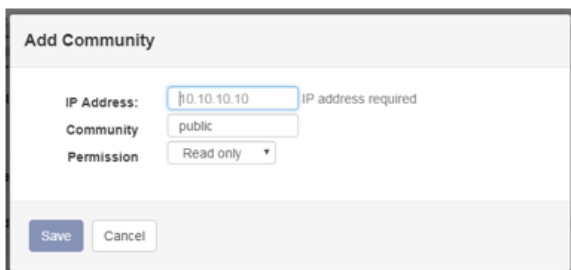 Add Community
IP Address: 10.10.10.10 IP address required
Community public
Permission Read only
Save Cancel